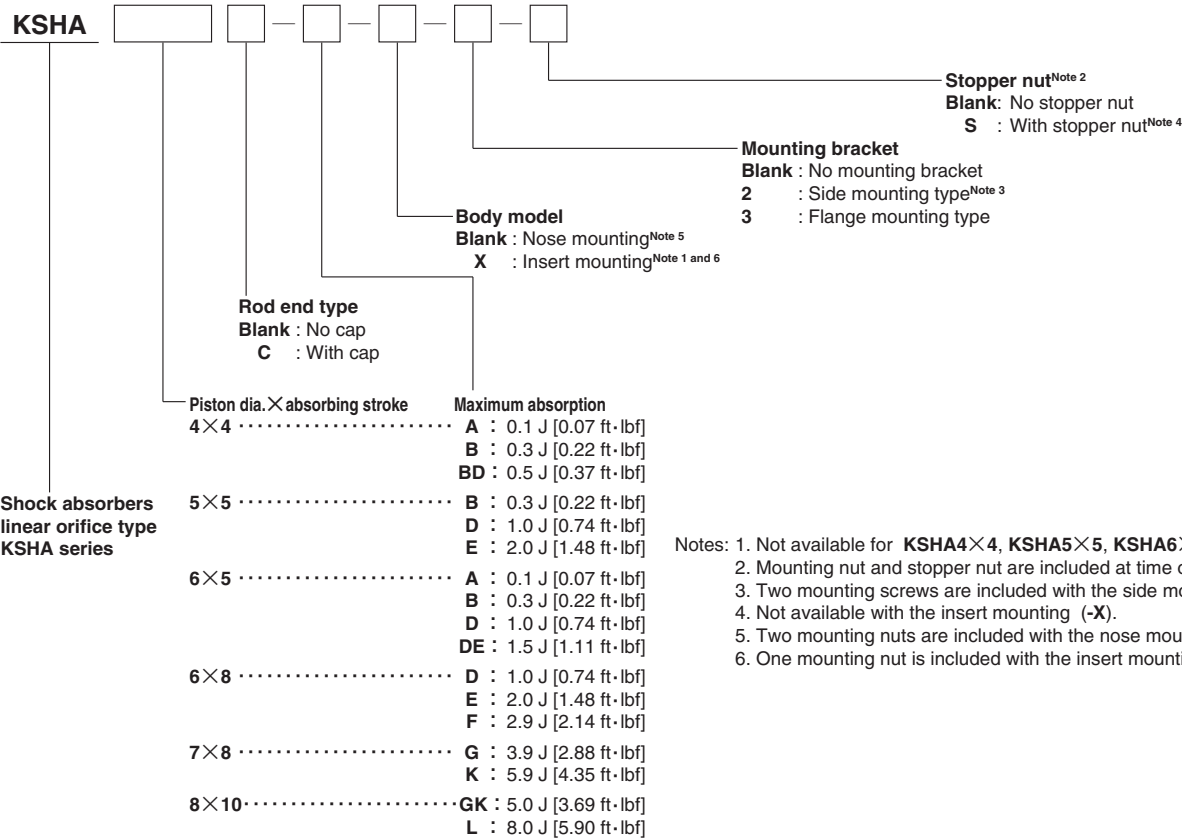 KSHA
Stopper nut Note 2
Blank: No stopper nut
S : With stopper nut Note 4
Mounting bracket
Blank : No mounting bracket
2 : Side mounting type Note 3
3 : Flange mounting type
Body model
Blank : Nose mounting Note 5
X : Insert mounting Note 1 and 6
Rod end type
Blank : No cap
C : With cap
Piston dia.×absorbing stroke Maximum absorption
4×4 A : 0.1 J [0.07 ft·lbf]
B : 0.3 J [0.22 ft·lbf]
BD : 0.5 J [0.37 ft·lbf]
Shock absorbers
linear orifice type
KSHA series
5×5 B : 0.3 J [0.22 ft·lbf]
D : 1.0 J [0.74 ft·lbf]
E : 2.0 J [1.48 ft·lbf]
6×5 A : 0.1 J [0.07 ft·lbf]
B : 0.3 J [0.22 ft·lbf]
D : 1.0 J [0.74 ft·lbf]
DE : 1.5 J [1.11 ft·lbf]
6×8 D : 1.0 J [0.74 ft·lbf]
E : 2.0 J [1.48 ft·lbf]
F : 2.9 J [2.14 ft·lbf]
7×8 G : 3.9 J [2.88 ft·lbf]
K : 5.9 J [4.35 ft·lbf]
8×10 GK : 5.0 J [3.69 ft·lbf]
L : 8.0 J [5.90 ft·lbf]
Notes: 1. Not available for KSHA4×4, KSHA5×5, KSHA6
2. Mounting nut and stopper nut are included at time
3. Two mounting screws are included with the side
4. Not available with the insert mounting (-X).
5. Two mounting nuts are included with the nose
6. One mounting nut is included with the insert